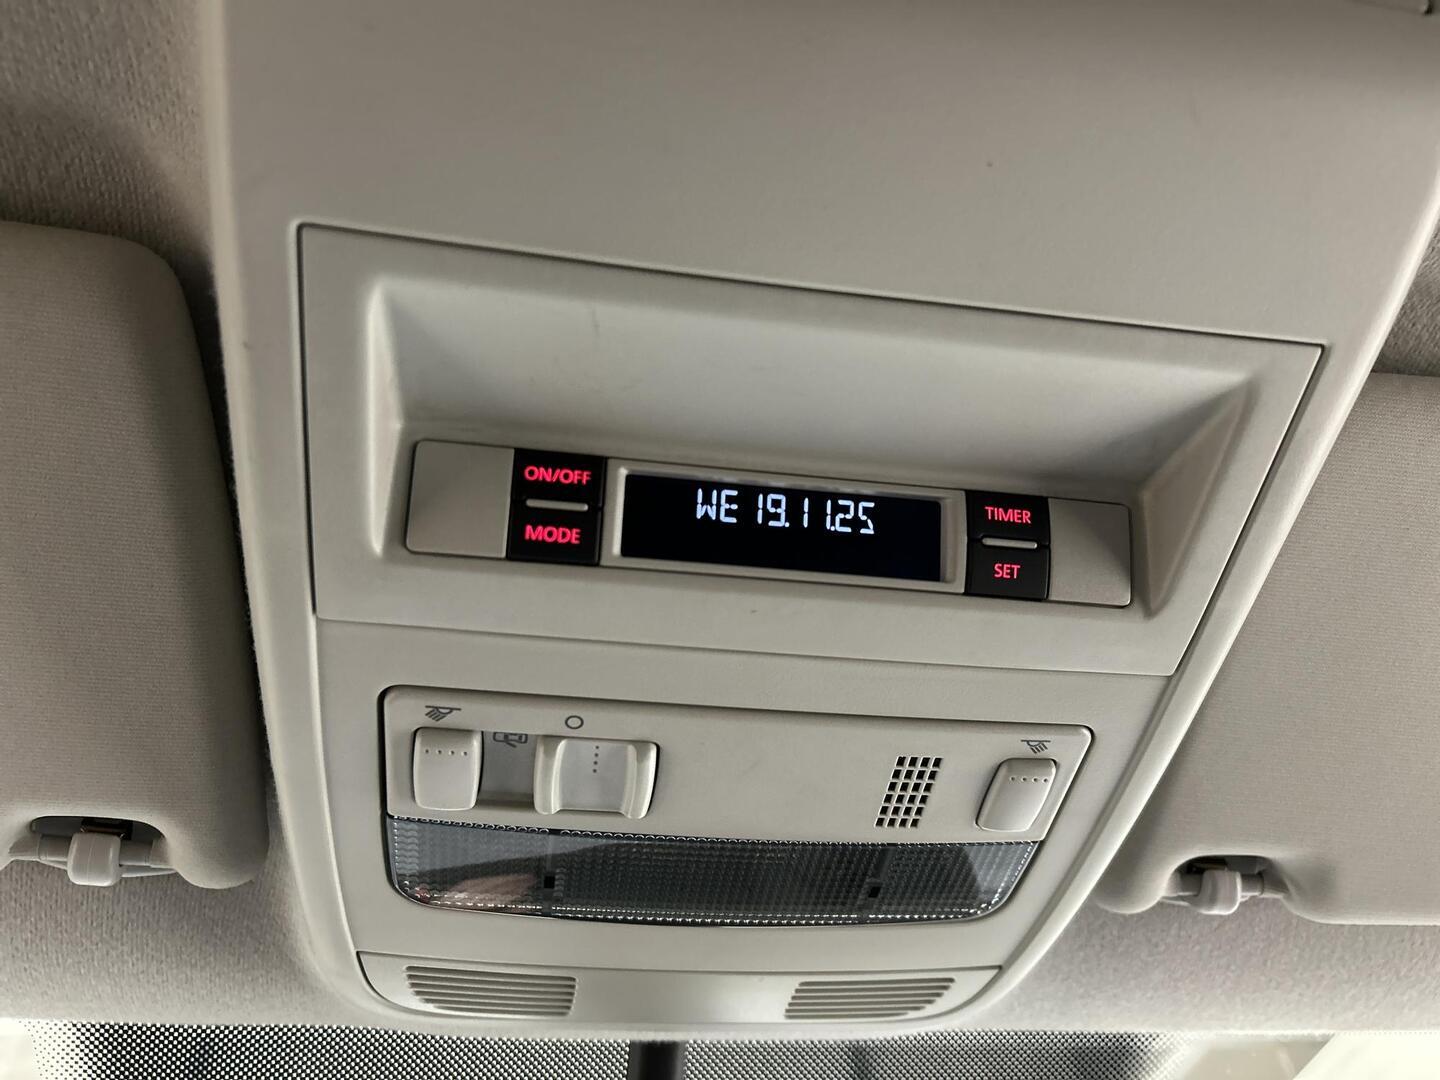 ON/OFF
MODE
WE 19.11.25
TIMER
SET